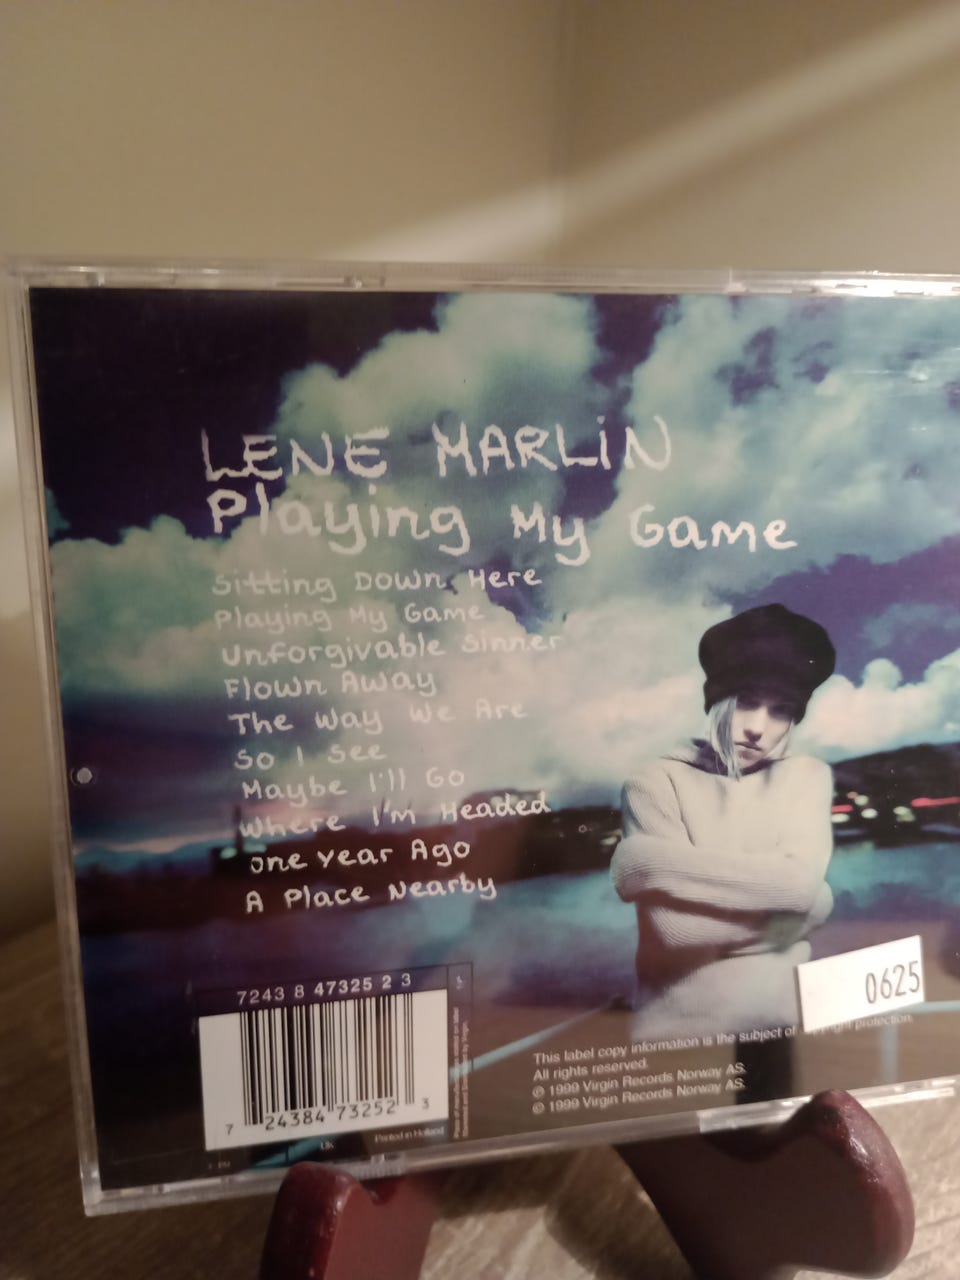 LENE MARLiN
Playing My Game
Sitting Down Here
Playing My Game
Unforgivable Sinner
Flown Away
The Way We Are
So I See
Maybe I'll Go
Where I'm Headed
one year Ago
A Place Nearby
7243 8 47325 2 3
7 24384 73252 3
Printed in Holland
UK
0625
This label copy information is the subject of copyright protection.
All rights reserved.
℗ 1999 Virgin Records Norway AS.
© 1999 Virgin Records Norway AS.